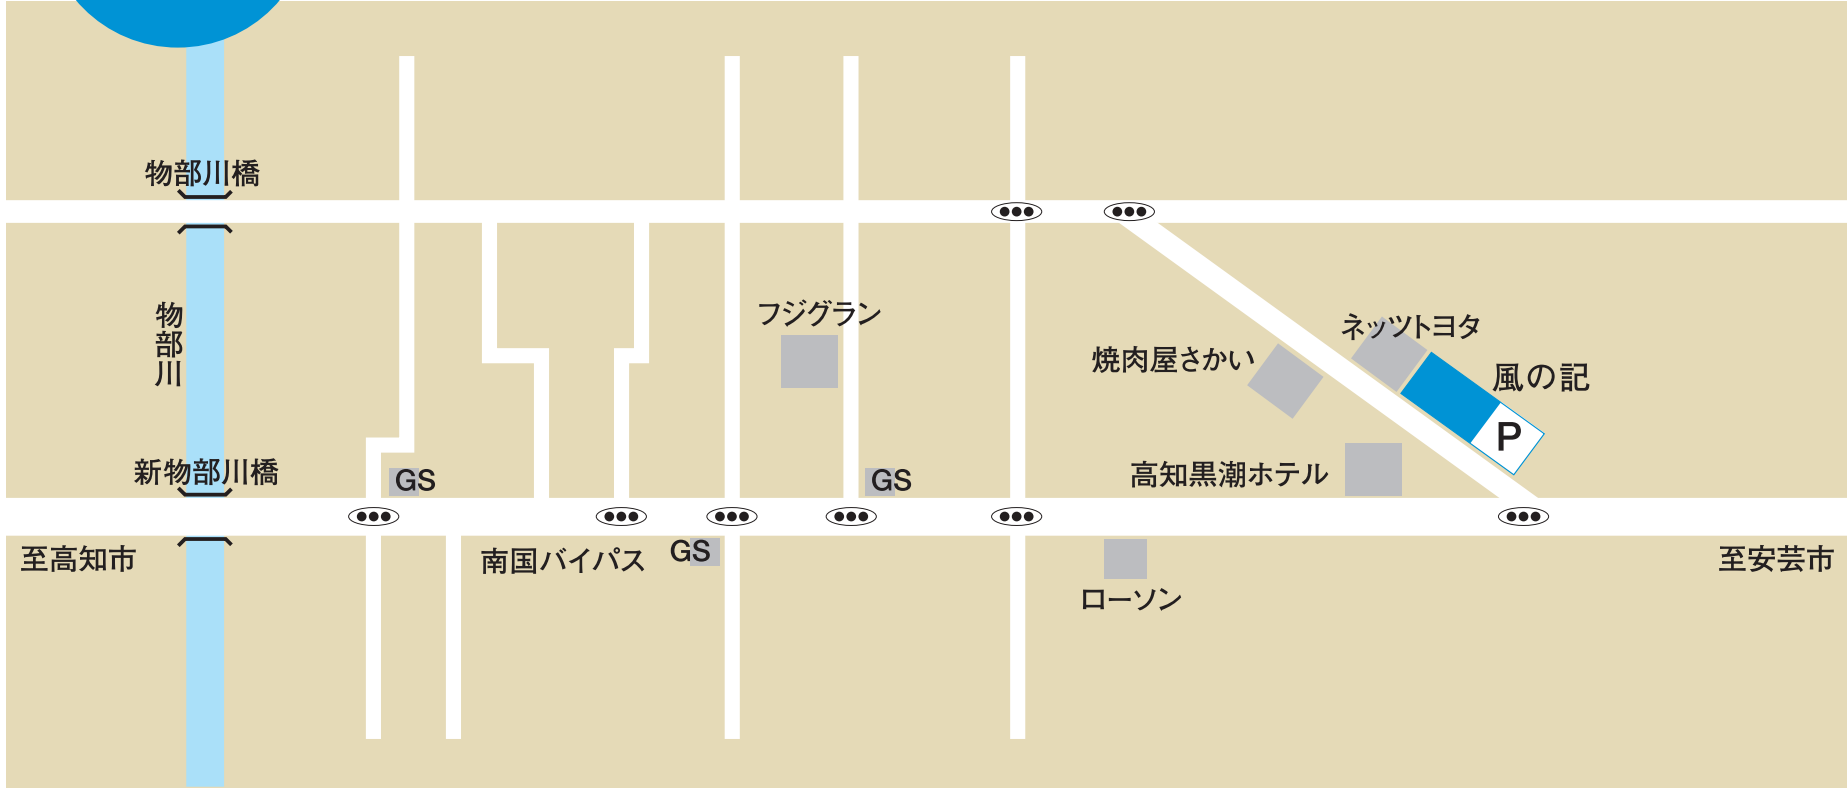 物部川橋
物部川
フジグラン
ネッツトヨタ
焼肉屋さかい
風の記
P
新物部川橋
GS
GS
高知黒潮ホテル
至高知市
南国バイパス
GS
至安芸市
ローソン